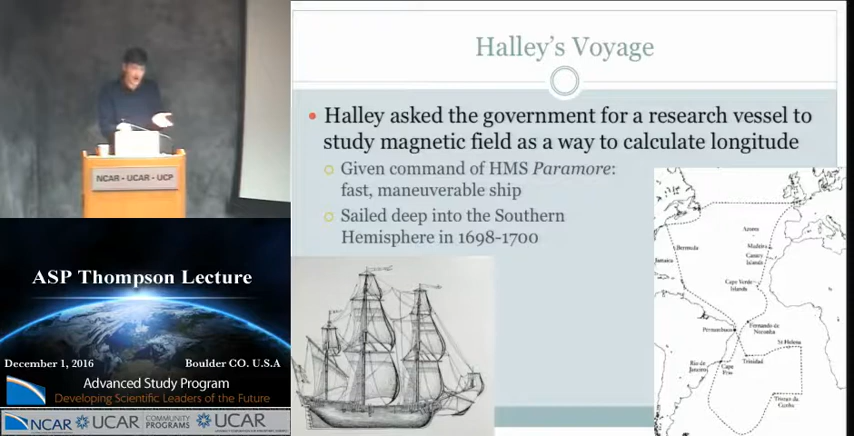 Halley's Voyage
• Halley asked the government for a research vessel to
study magnetic field as a way to calculate longitude
Given command of HMS Paramore:
fast, maneuverable ship
Sailed deep into the Southern
Hemisphere in 1698-1700
NCAR - UCAR - UCP
ASP Thompson Lecture
December 1, 2016
Boulder CO. U.S.A
Advanced Study Program
Developing Scientific Leaders of the Future
NCAR
UCAR
COMMUNITY
PROGRAMS
UCAR
Azores
Bermuda
Madeira
Canary
Islands
Jamaica
Cape Verde
Islands
Fernando de
Noronha
Pernambuco
St Helena
Trinidad
Rio de
Janeiro
Cape
Frio
Tristan da
Cunha